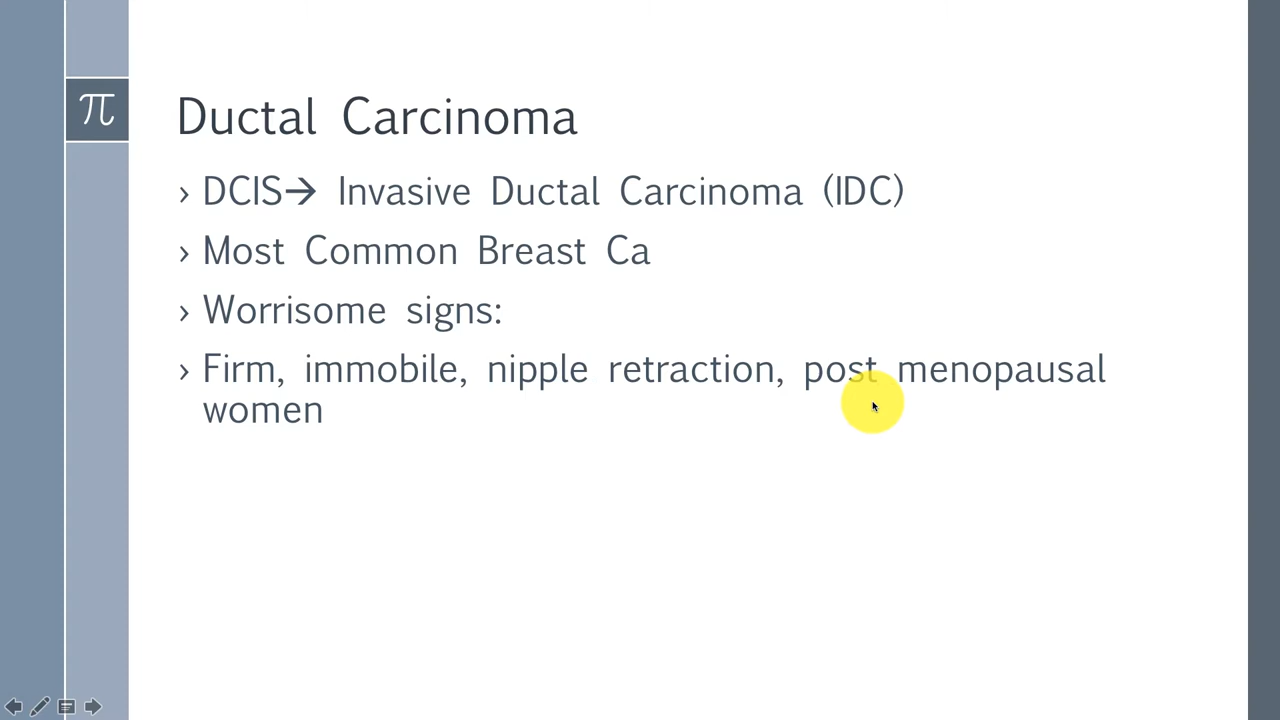 π
Ductal Carcinoma
› DCIS→ Invasive Ductal Carcinoma (IDC)
› Most Common Breast Ca
› Worrisome signs:
› Firm, immobile, nipple retraction, post menopausal
women